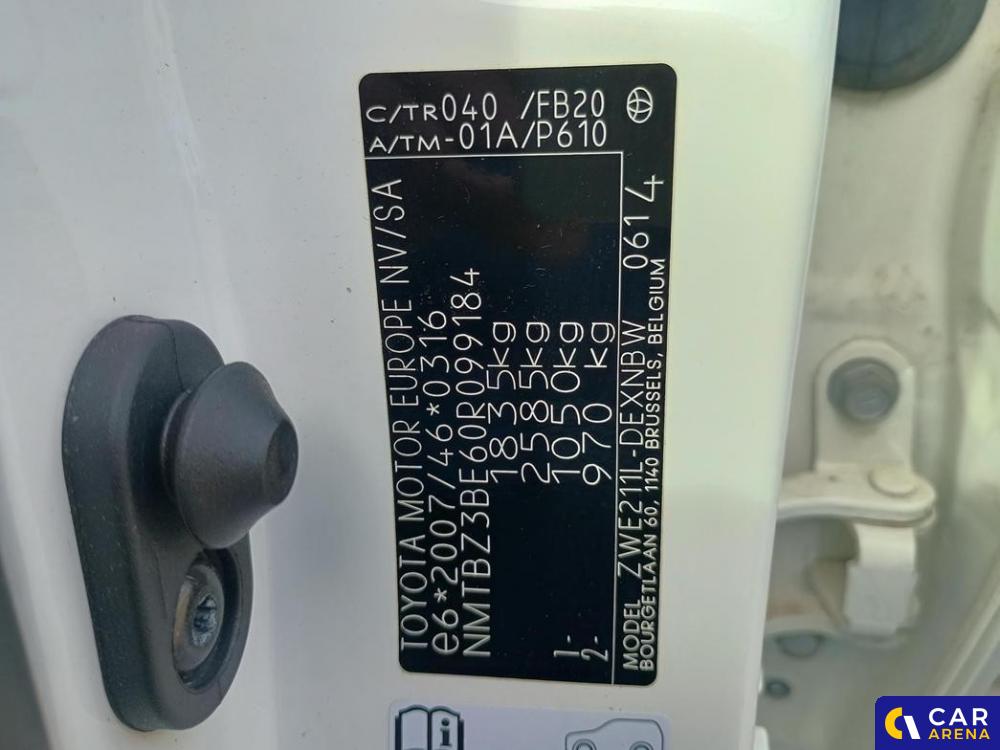 C/TR040 /FB20
A/TM-01A/P610
TOYOTA MOTOR EUROPE NV/SA
e6*2007/46*0316
NMTBZ3BE60R099184
1835kg
2585kg
1- 1050kg
2- 970 kg
MODEL ZWE211L-DEXNBW 0614
BOURGETLAAN 60, 1140 BRUSSELS, BELGIUM
i
CAR
ARENA